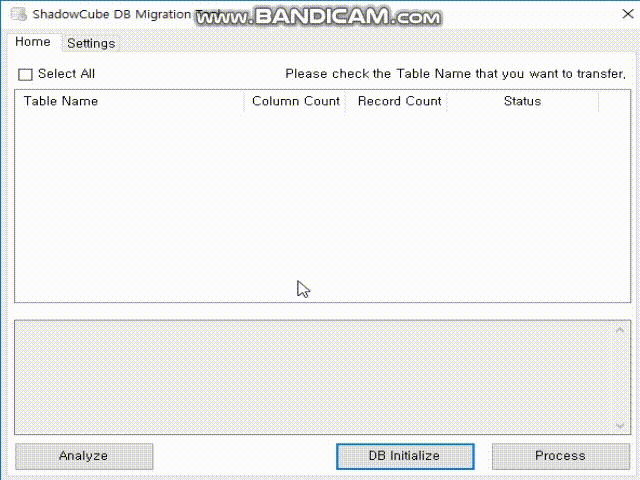 ShadowCube DB Migration
www.BANDICAM.com
Home Settings
Select All Please check the Table Name that you want to transfer.
Table Name Column Count Record Count Status
Analyze DB Initialize Process